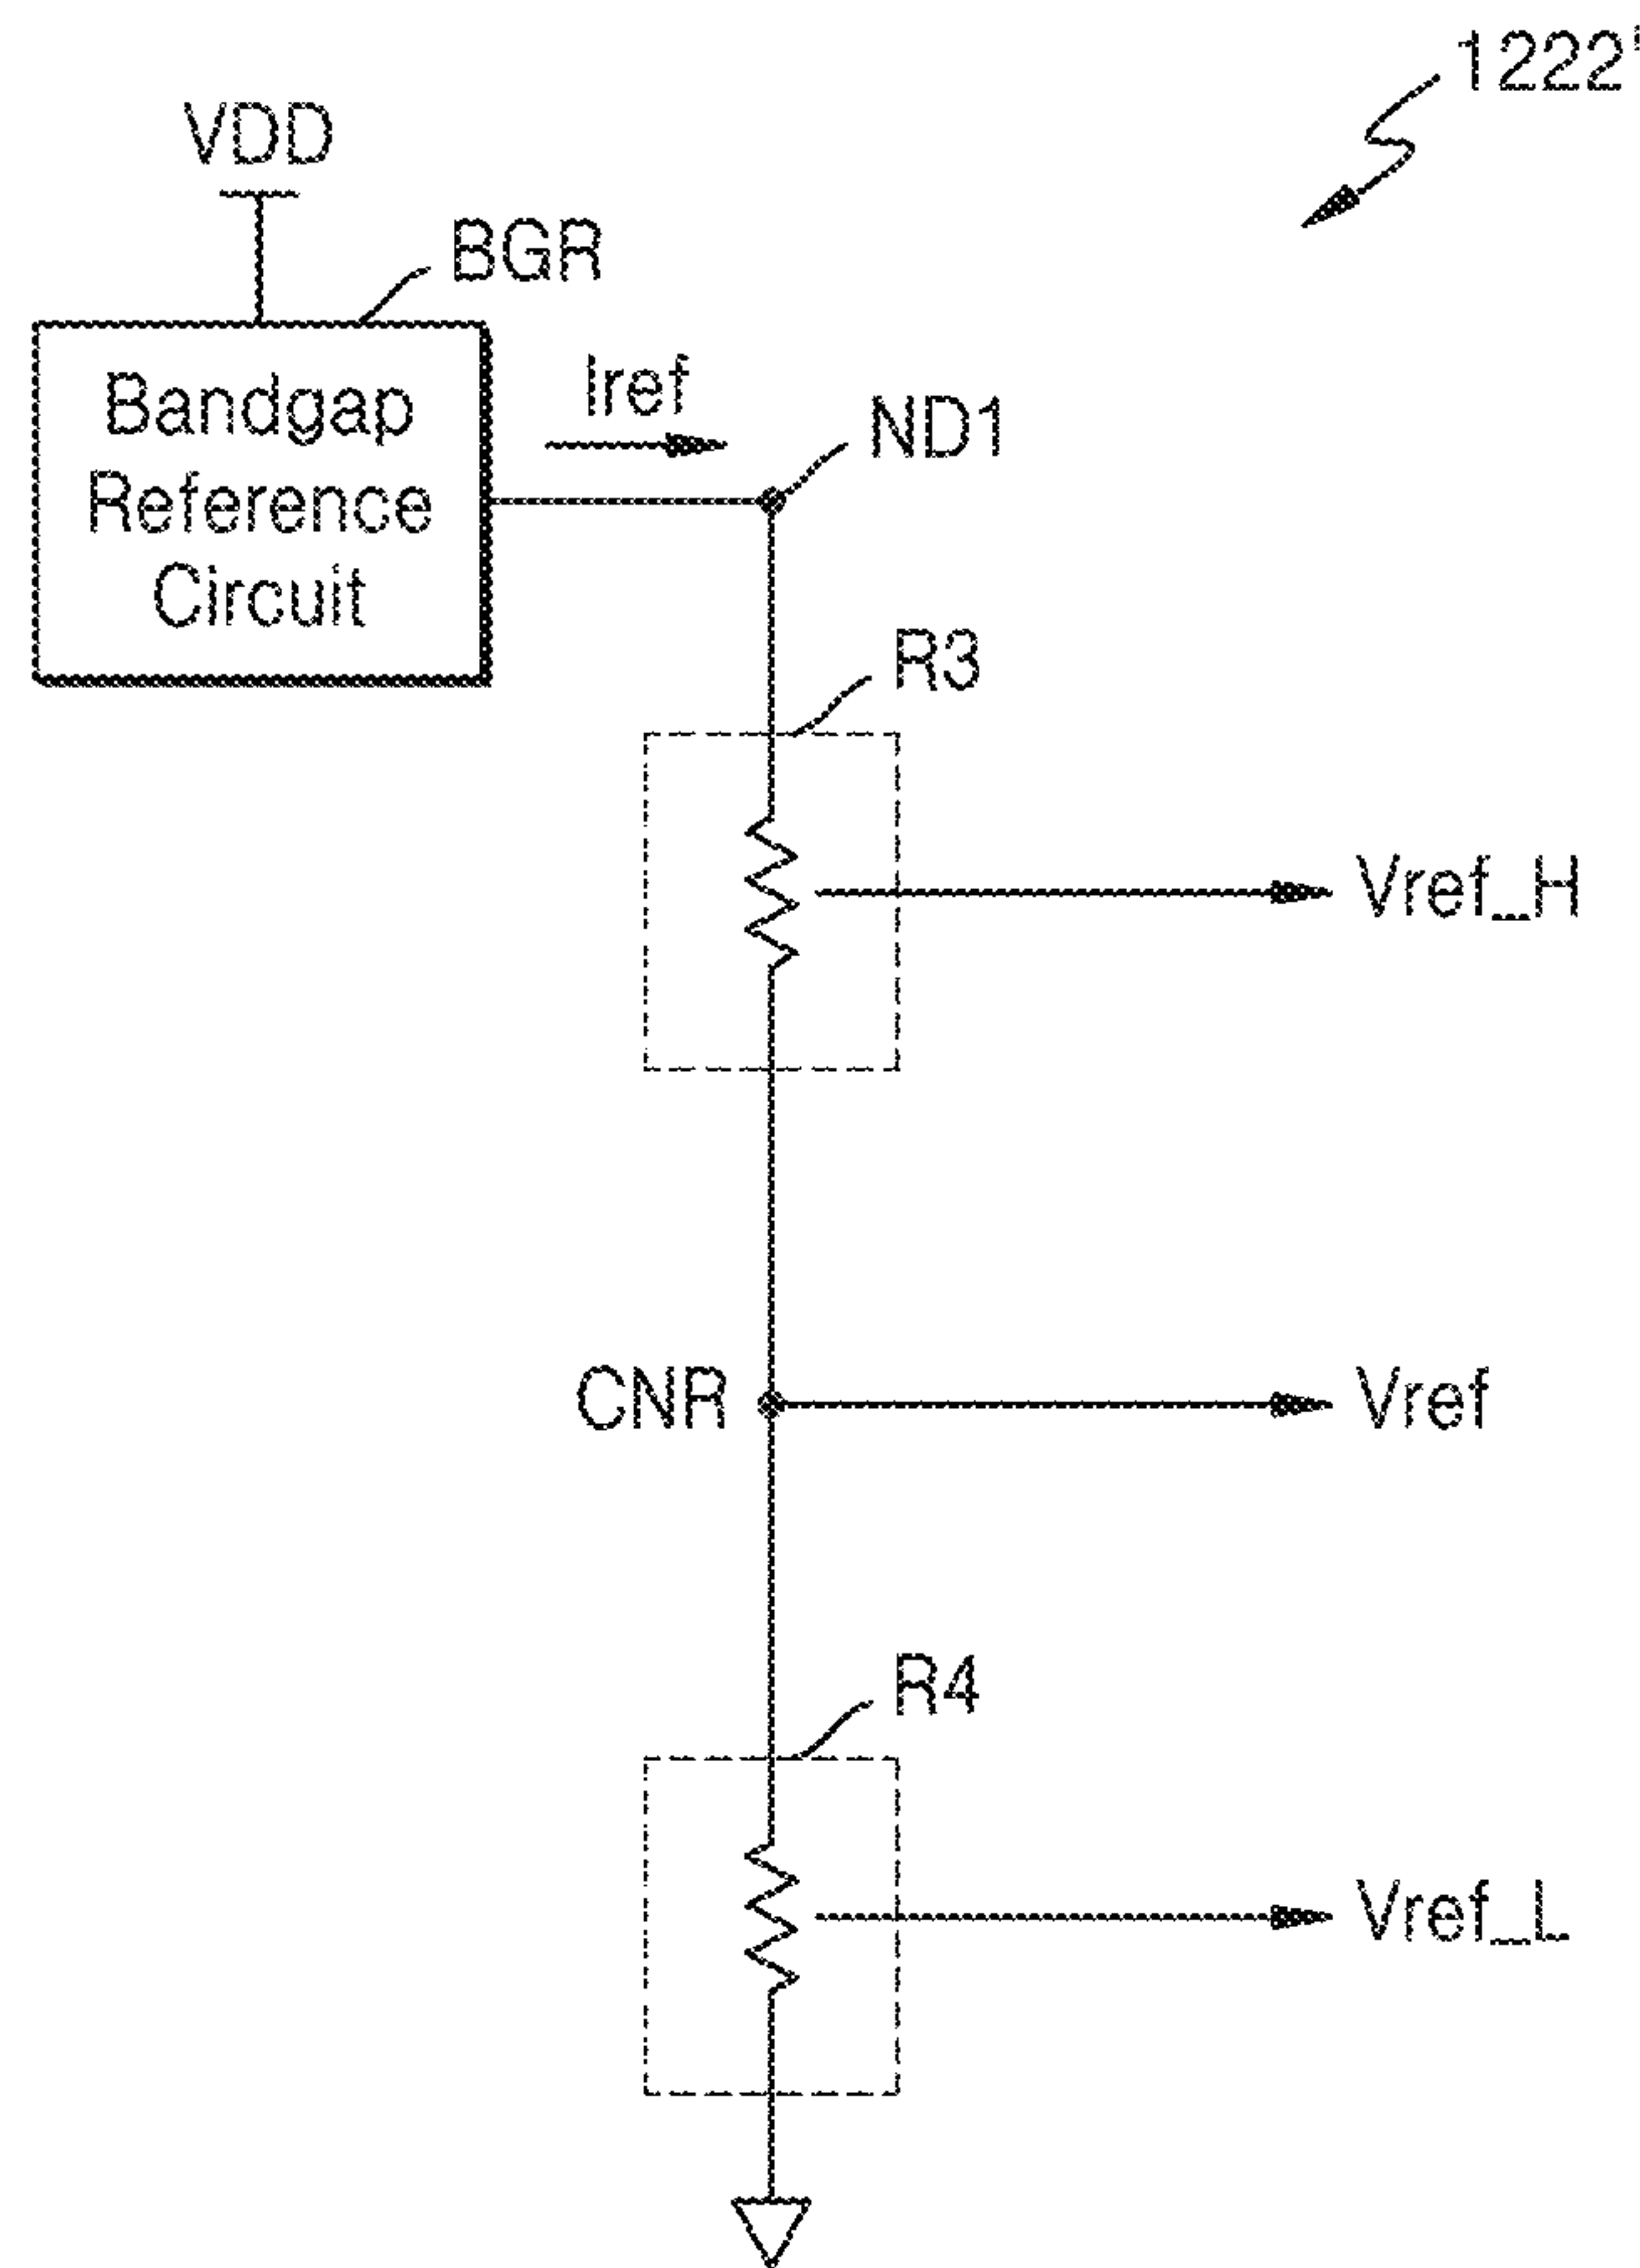 1222'
VDD
BGR
Bandgap
Reference
Circuit
Iref
ND1
R3
Vref_H
CNR
Vref
R4
Vref_L